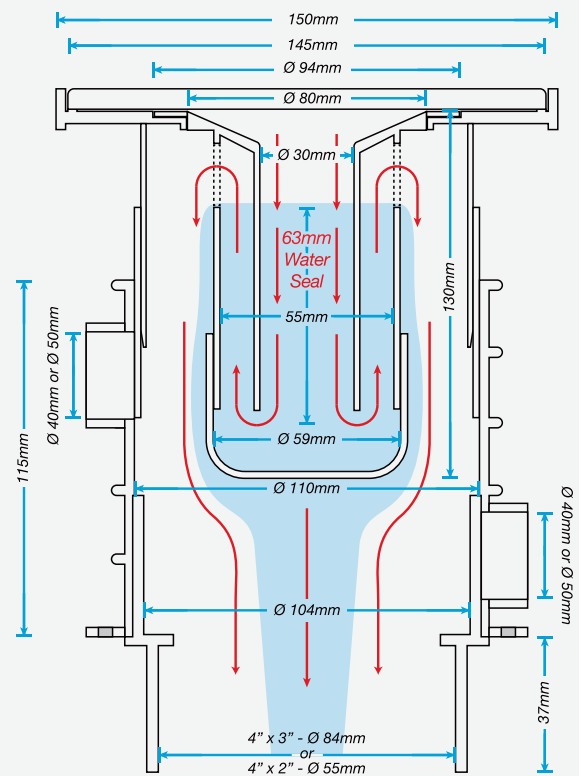 150mm
145mm
Ø 94mm
Ø 80mm
Ø 30mm
63mm
Water
Seal
130mm
55mm
Ø 40mm or Ø 50mm
115mm
Ø 59mm
Ø 110mm
Ø 40mm or Ø 50mm
Ø 104mm
37mm
4” x 3” - Ø 84mm
or
4” x 2” - Ø 55mm